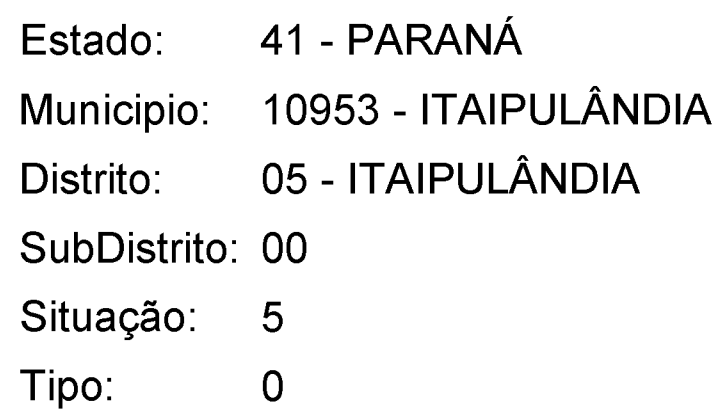 Estado: 41 - PARANÁ
Municipio: 10953 - ITAIPULÂNDIA
Distrito: 05 - ITAIPULÂNDIA
SubDistrito: 00
Situação: 5
Tipo: 0